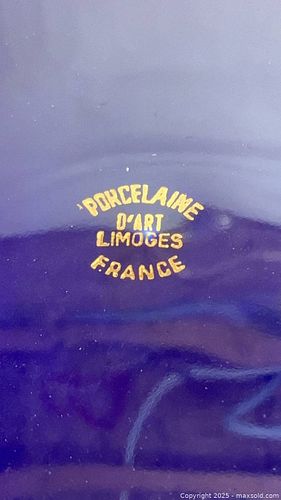 PORCELAINE
D'ART
LIMOGES
FRANCE
Copyright © 2025 - maxsold.com